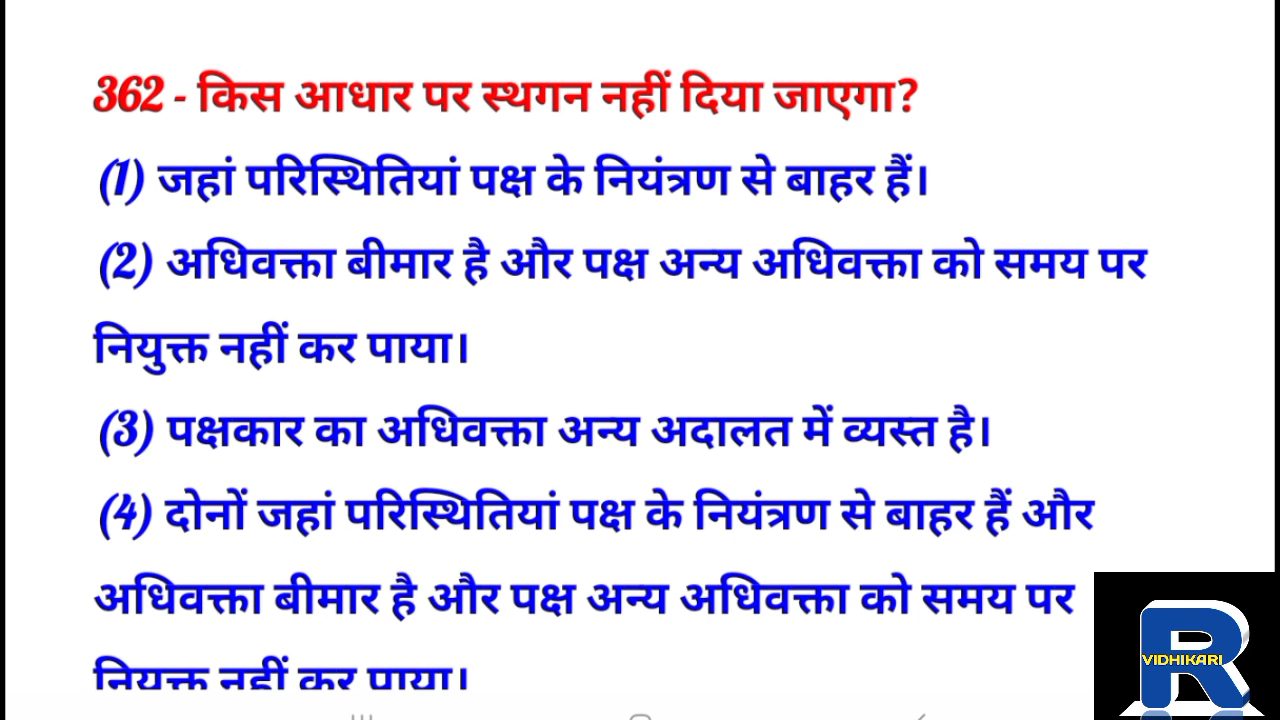 362 - किस आधार पर स्थगन नहीं दिया जाएगा?
(1) जहां परिस्थितियां पक्ष के नियंत्रण से बाहर हैं।
(2) अधिवक्ता बीमार है और पक्ष अन्य अधिवक्ता को समय पर
नियुक्त नहीं कर पाया।
(3) पक्षकार का अधिवक्ता अन्य अदालत में व्यस्त है।
(4) दोनों जहां परिस्थितियां पक्ष के नियंत्रण से बाहर हैं और
अधिवक्ता बीमार है और पक्ष अन्य अधिवक्ता को समय पर
नियुक्त नहीं कर पाया।
R
VIDHIKARI